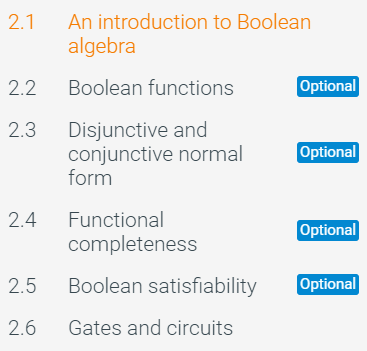 2.1 An introduction to Boolean
algebra
2.2 Boolean functions Optional
2.3 Disjunctive and
conjunctive normal Optional
form
2.4 Functional
completeness Optional
2.5 Boolean satisfiability Optional
2.6 Gates and circuits